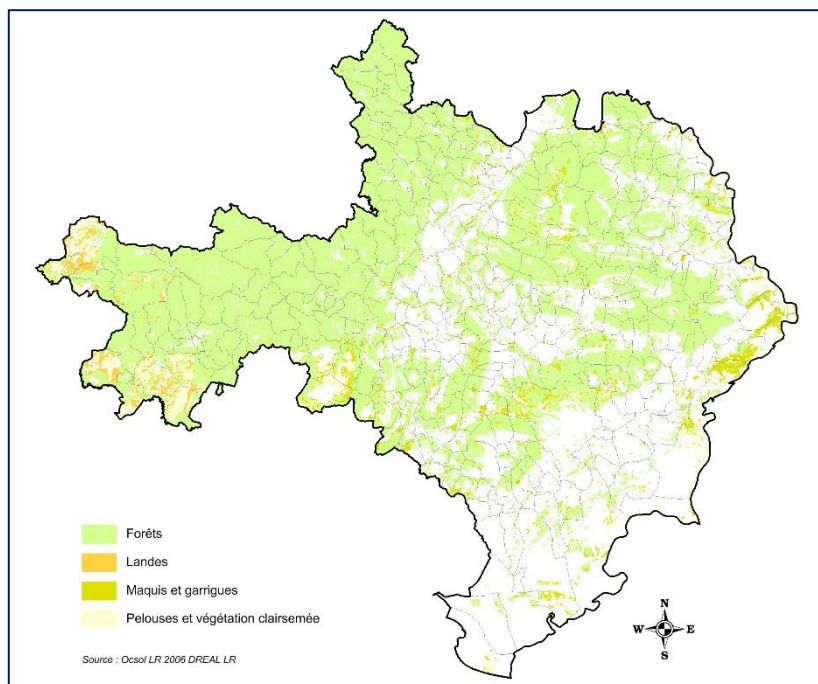 Forêts
Landes
Maquis et garrigues
Pelouses et végétation clairsemée
Source : Ocsol LR 2006 DREAL LR
N
W E
S